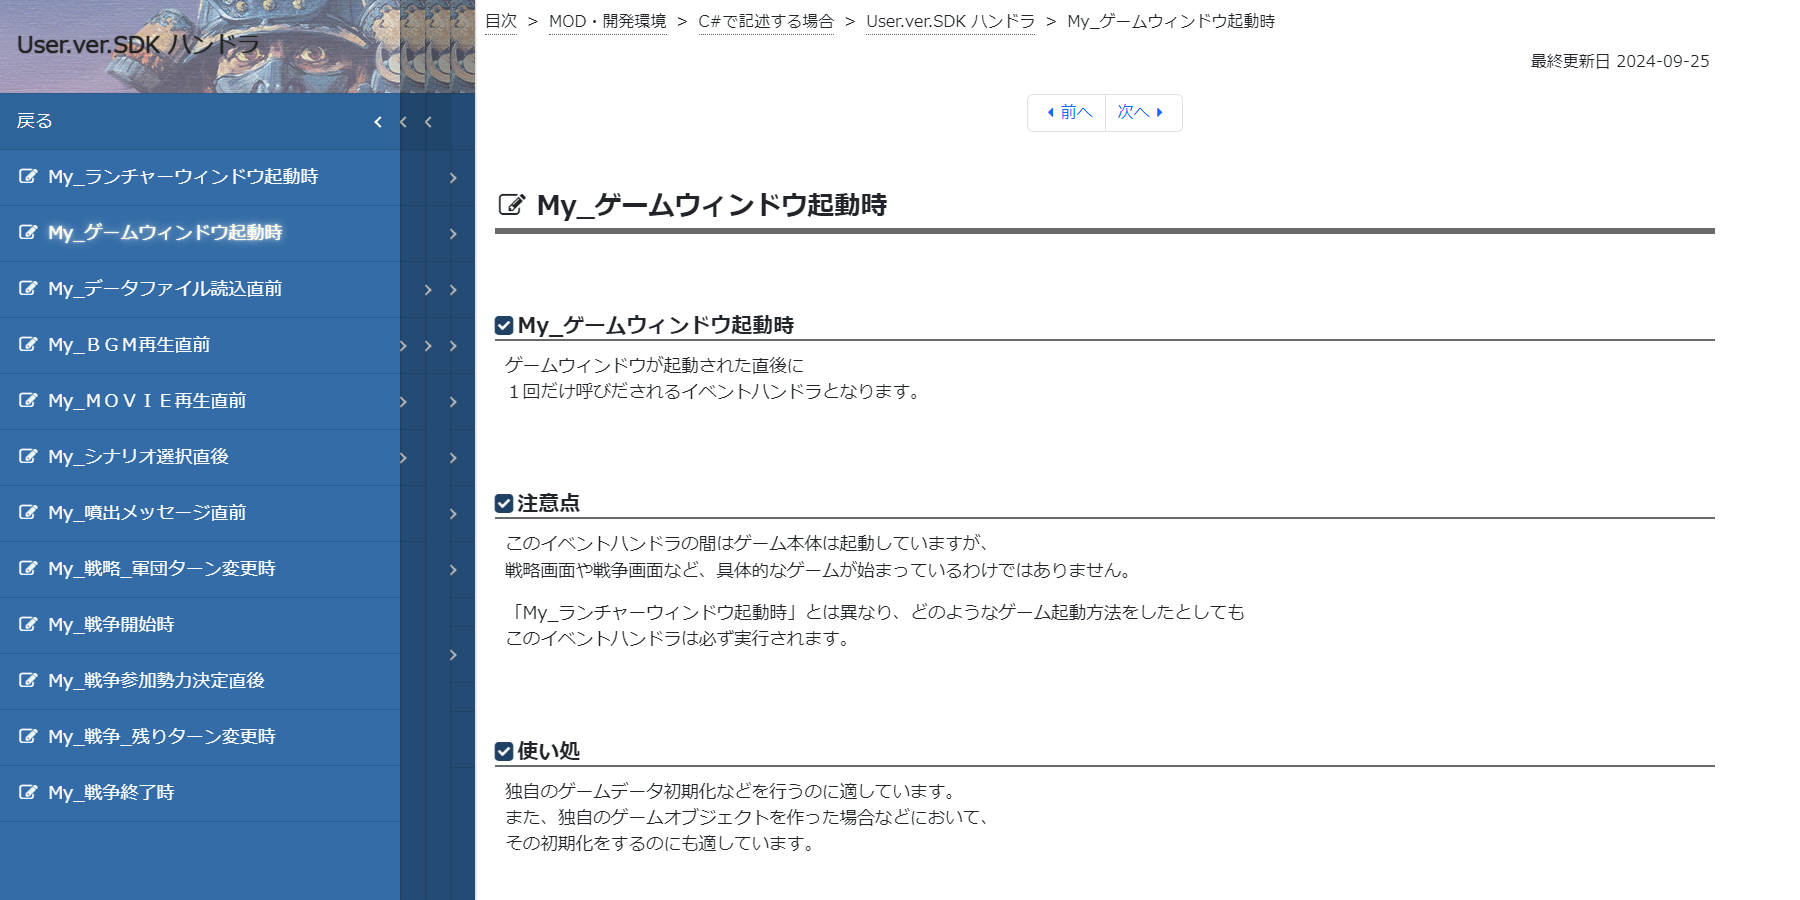 User.ver.SDK ハンドラ
戻る
My_ランチャーウィンドウ起動時
My_ゲームウィンドウ起動時
My_データファイル読込直前
My_ＢＧＭ再生直前
My_ＭＯＶＩＥ再生直前
My_シナリオ選択直後
My_噴出メッセージ直前
My_戦略_軍団ターン変更時
My_戦争開始時
My_戦争参加勢力決定直後
My_戦争_残りターン変更時
My_戦争終了時
目次 > MOD・開発環境 > C#で記述する場合 > User.ver.SDK ハンドラ > My_ゲームウィンドウ起動時
最終更新日 2024-09-25
前へ 次へ
My_ゲームウィンドウ起動時
My_ゲームウィンドウ起動時
ゲームウィンドウが起動された直後に
１回だけ呼びだされるイベントハンドラとなります。
注意点
このイベントハンドラの間はゲーム本体は起動していますが、
戦略画面や戦争画面など、具体的なゲームが始まっているわけではありません。
「My_ランチャーウィンドウ起動時」とは異なり、どのようなゲーム起動方法をしたとしても
このイベントハンドラは必ず実行されます。
使い処
独自のゲームデータ初期化などを行うのに適しています。
また、独自のゲームオブジェクトを作った場合などにおいて、
その初期化をするのにも適しています。